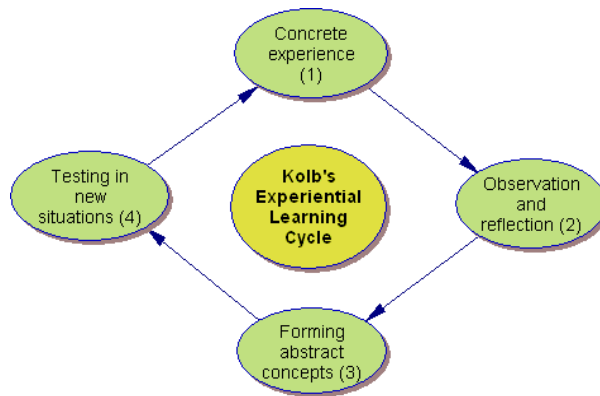 Concrete
experience
(1)
Testing in
new
situations (4)
Kolb's
Experiential
Learning
Cycle
Observation
and
reflection (2)
Forming
abstract
concepts (3)